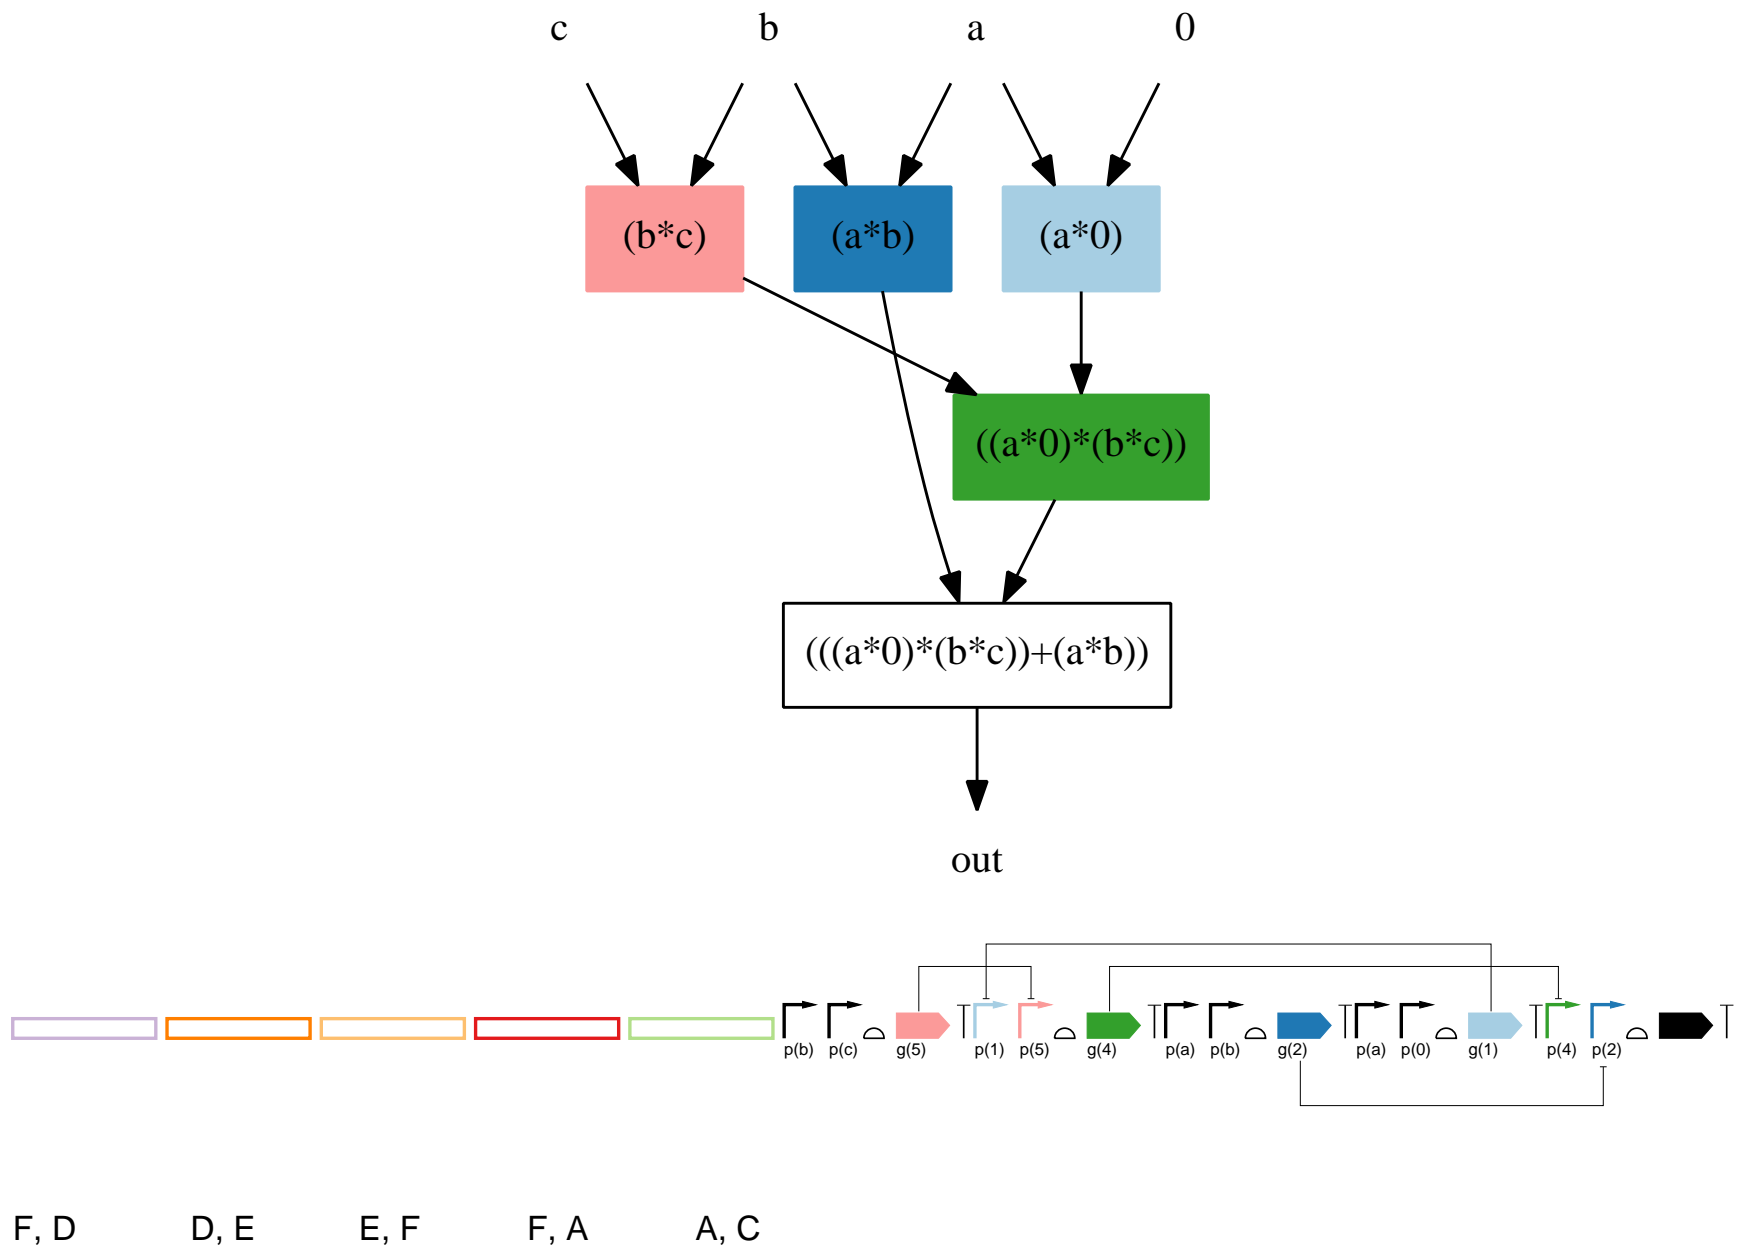 c b a 0
(b*c) (a*b) (a*0)
((a*0)*(b*c))
(((a*0)*(b*c))+(a*b))
out
p(b) p(c) g(5) p(1) p(5) g(4) p(a) p(b) g(2) p(a) p(0) g(1) p(4) p(2)
F, D D, E E, F F, A A, C